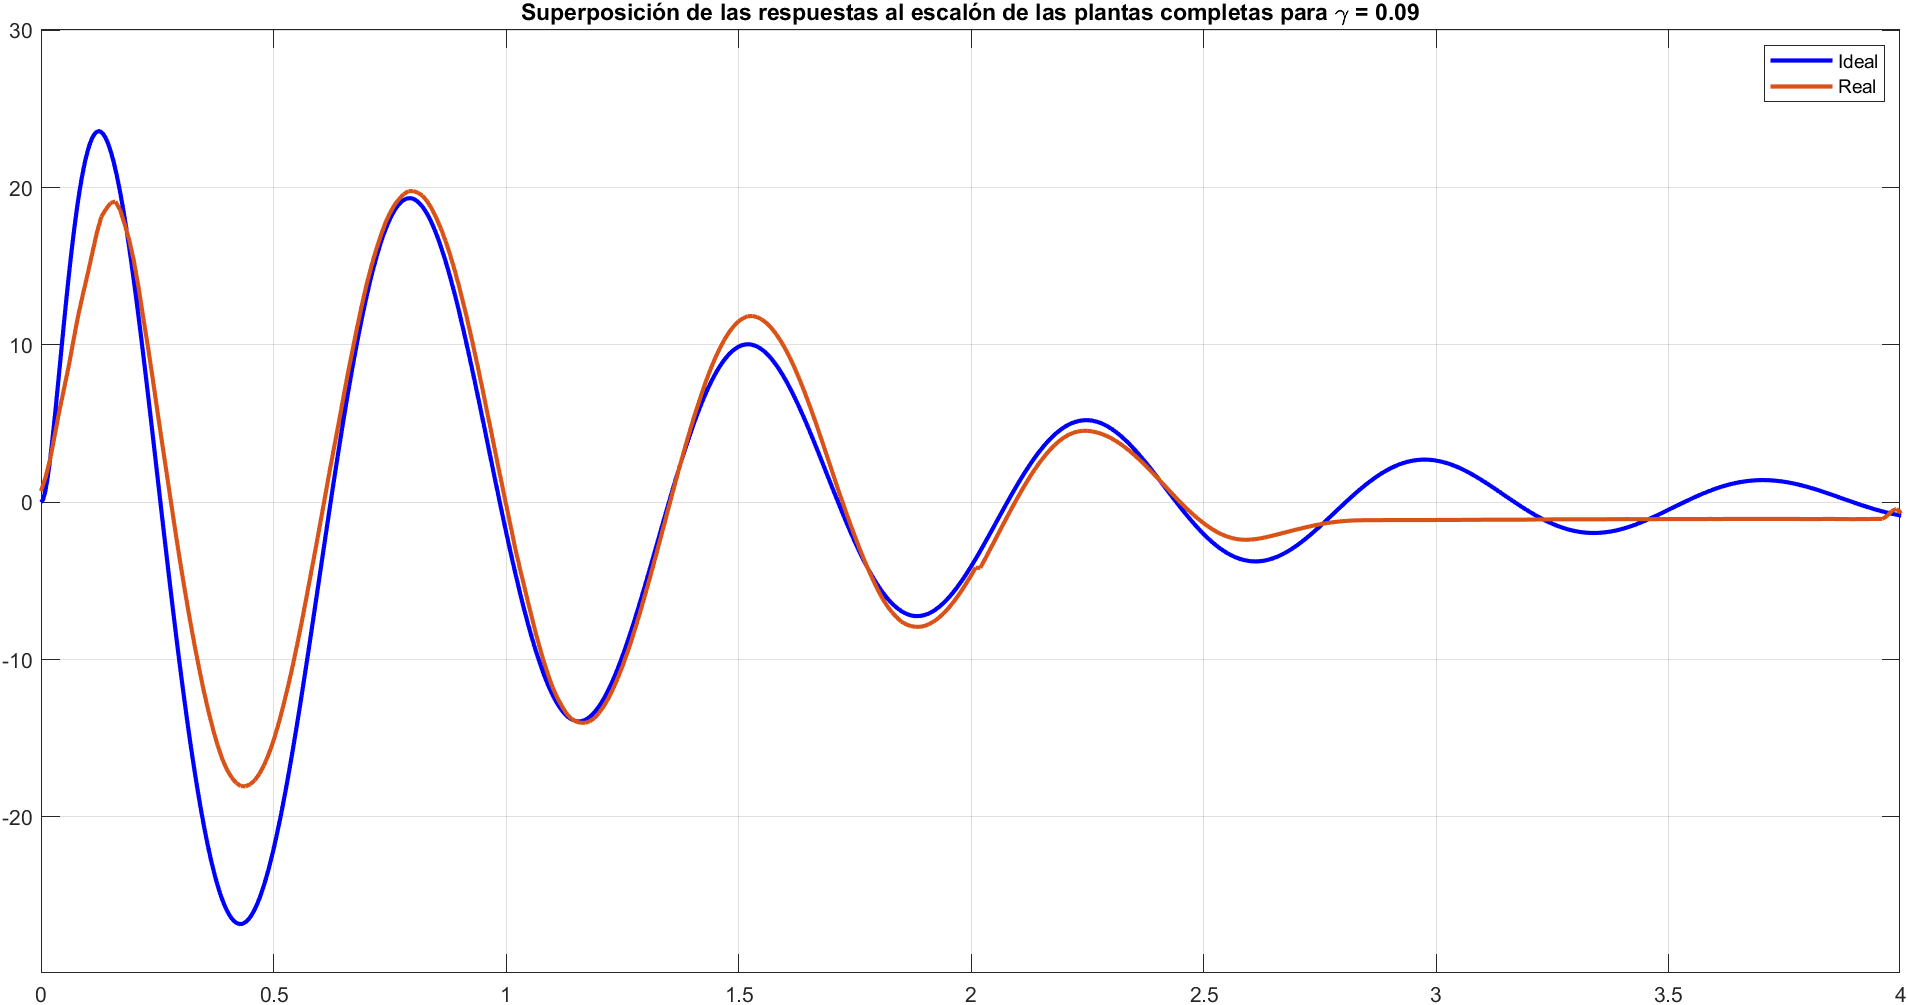 Superposición de las respuestas al escalón de las plantas completas para γ = 0.09
30
Ideal
Real
20
10
0
-10
-20
0 0.5 1 1.5 2 2.5 3 3.5 4